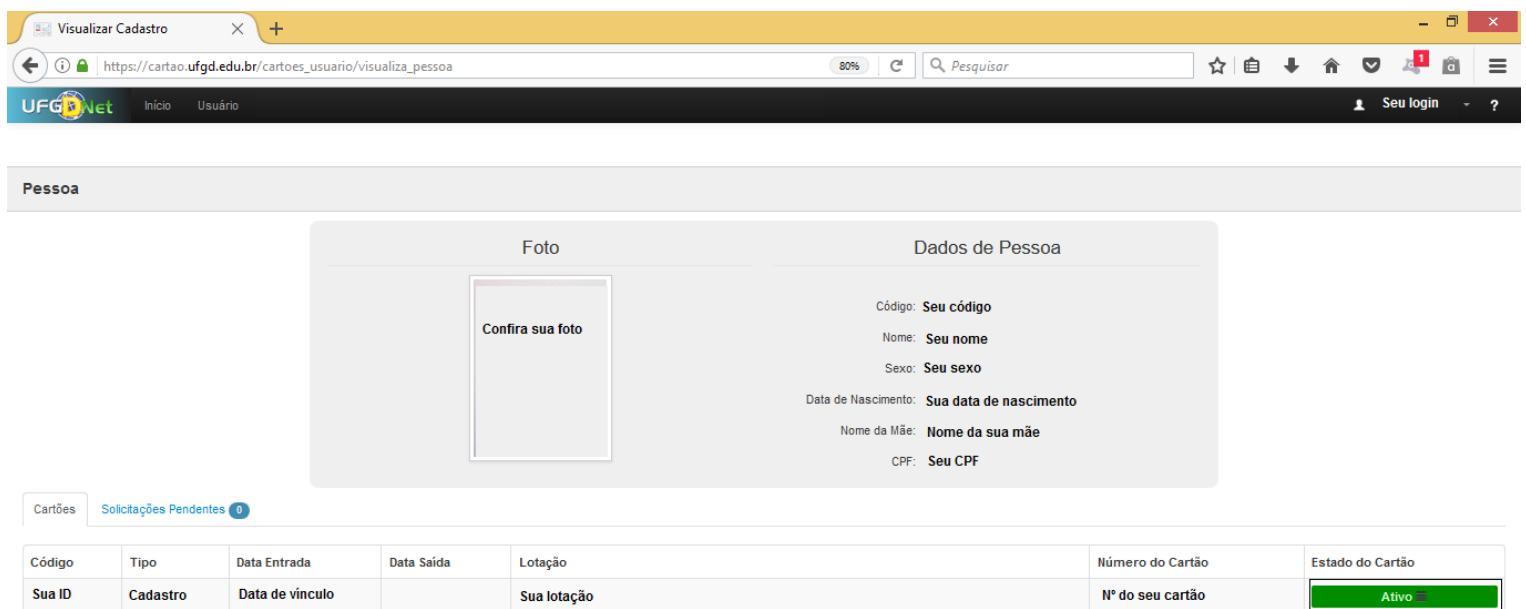 Visualizar Cadastro
https://cartao.ufgd.edu.br/cartoes_usuario/visualiza_pessoa 80% Pesquisar 1 a
UFGDNet Início Usuário Seu login ?
Pessoa
Foto
Confira sua foto
Dados de Pessoa
Código: Seu código
Nome: Seu nome
Sexo: Seu sexo
Data de Nascimento: Sua data de nascimento
Nome da Mãe: Nome da sua mãe
CPF: Seu CPF
Cartões Solicitações Pendentes 0
Código Tipo Data Entrada Data Saída Lotação Número do Cartão Estado do Cartão
Sua ID Cadastro Data de vínculo Sua lotação Nº do seu cartão Ativo